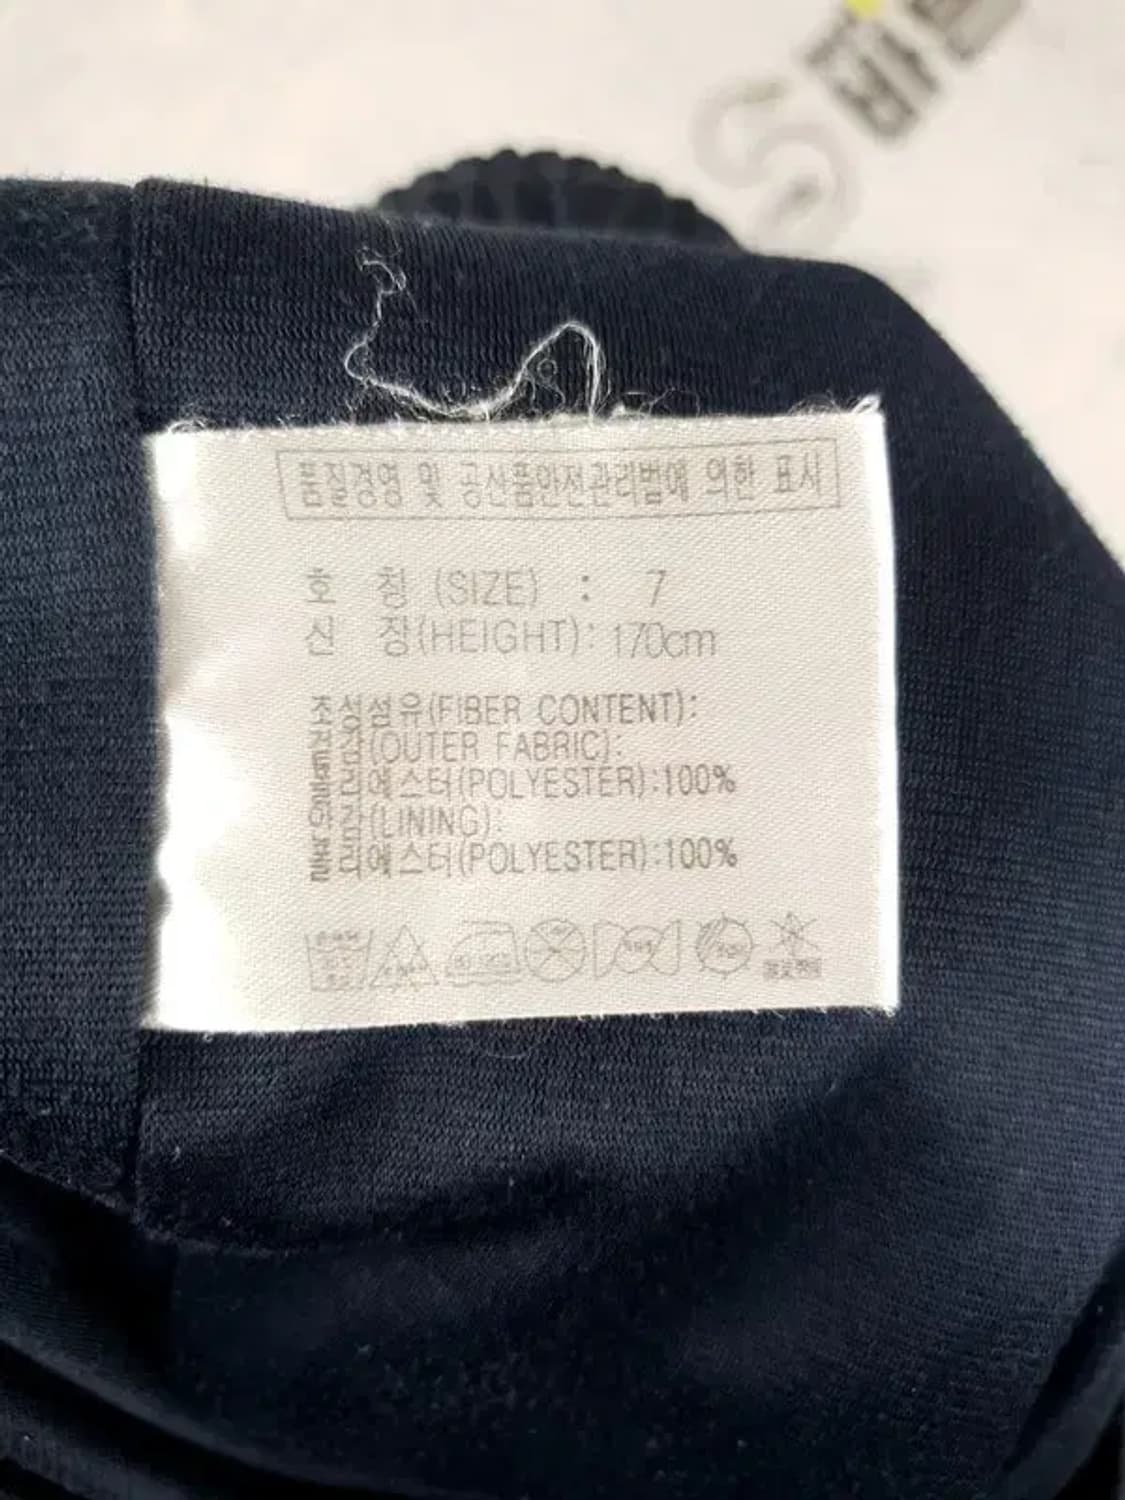 품질경영 및 공산품안전관리법에 의한 표시
호 칭 (SIZE) : 7
신 장(HEIGHT): 170cm
조성섬유(FIBER CONTENT):
(OUTER FABRIC):
폴리에스터(POLYESTER):100%
안감(LINING):
폴리에스터(POLYESTER):100%